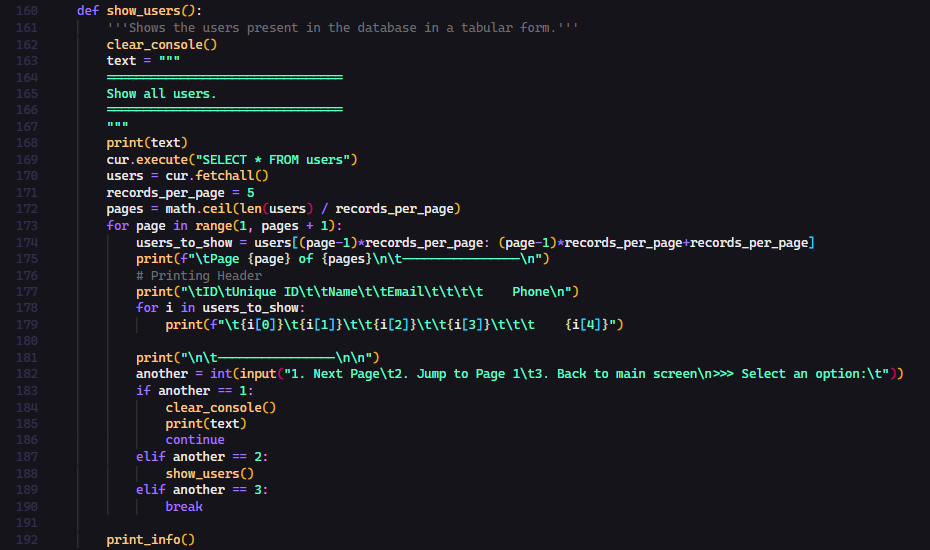 160 def show_users():
161 '''Shows the users present in the database in a tabular form.'''
162 clear_console()
163 text = """
164 ================================
165 Show all users.
166 ================================
167 """
168 print(text)
169 cur.execute("SELECT * FROM users")
170 users = cur.fetchall()
171 records_per_page = 5
172 pages = math.ceil(len(users) / records_per_page)
173 for page in range(1, pages + 1):
174 users_to_show = users[(page-1)*records_per_page: (page-1)*records_per_page+records_per_page]
175 print(f"\tPage {page} of {pages}\n\t----------------\n")
176 # Printing Header
177 print("\tID\tUnique ID\t\tName\t\tEmail\t\t\t\t    Phone\n")
178 for i in users_to_show:
179 print(f"\t{i[0]}\t{i[1]}\t\t{i[2]}\t\t{i[3]}\t\t\t    {i[4]}")
180
181 print("\n\t----------------\n\n")
182 another = int(input("1. Next Page\t2. Jump to Page 1\t3. Back to main screen\n>>> Select an option:\t"))
183 if another == 1:
184 clear_console()
185 print(text)
186 continue
187 elif another == 2:
188 show_users()
189 elif another == 3:
190 break
191
192 print_info()